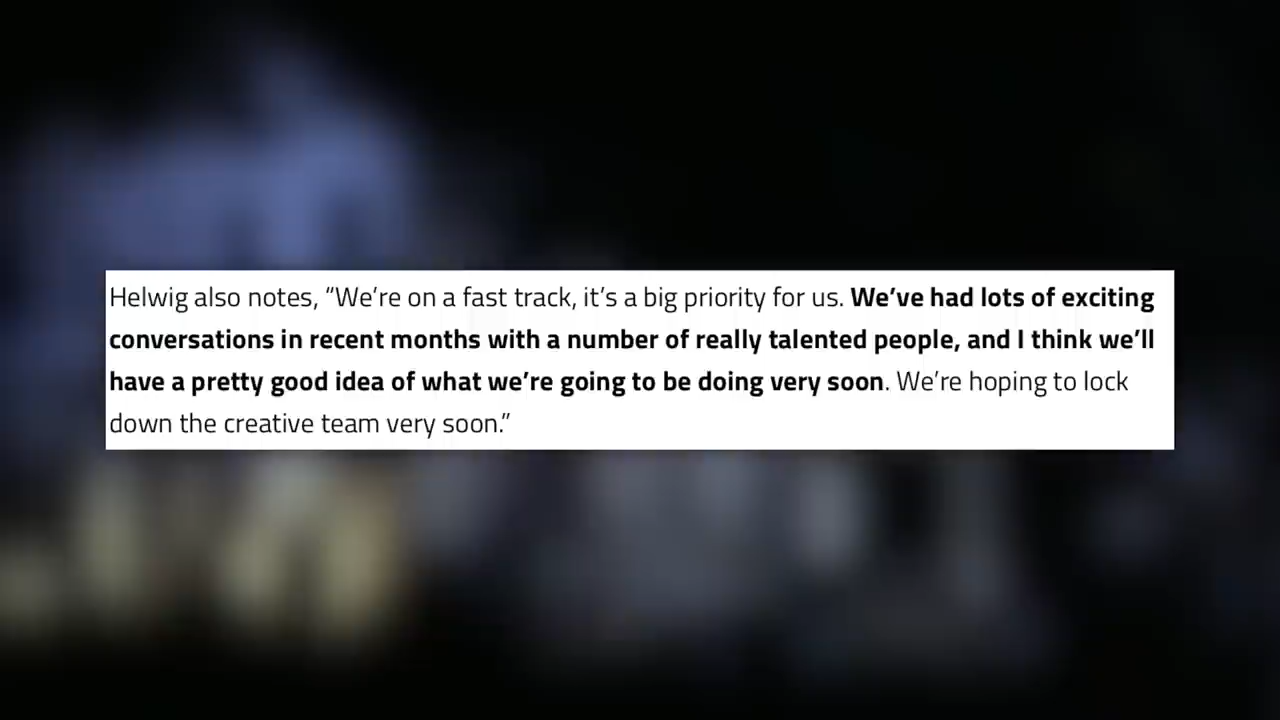 Helwig also notes, “We’re on a fast track, it’s a big priority for us. We’ve had lots of exciting
conversations in recent months with a number of really talented people, and I think we’ll
have a pretty good idea of what we’re going to be doing very soon. We’re hoping to lock
down the creative team very soon.”